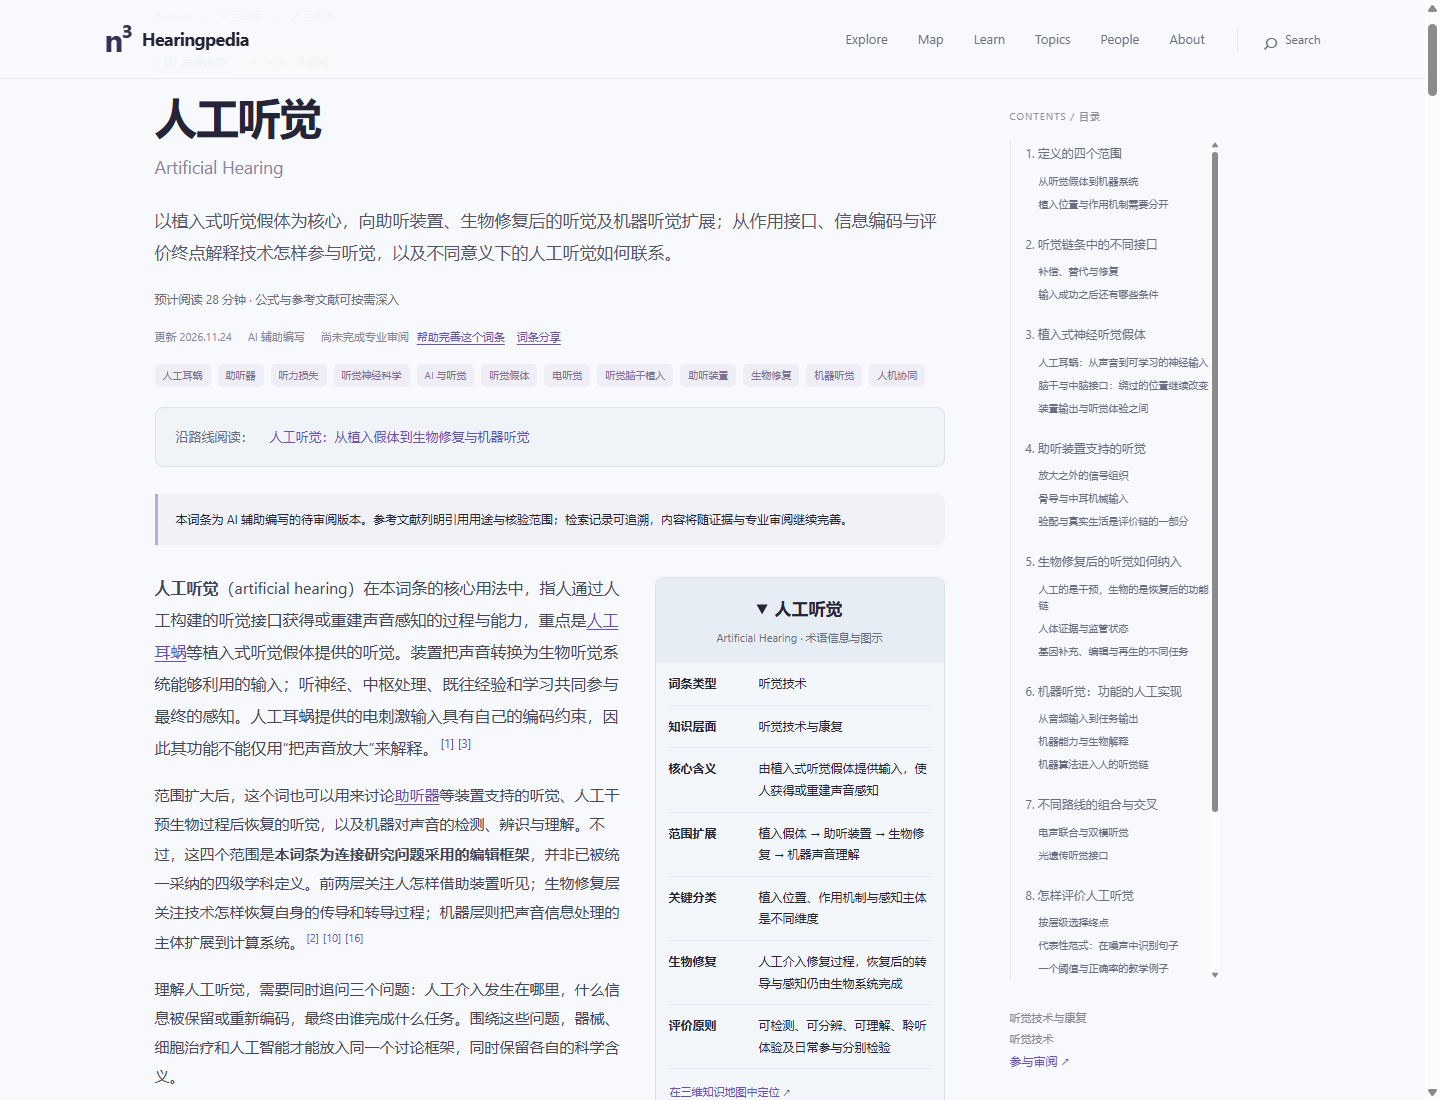 n³ Hearingpedia
Explore
Map
Learn
Topics
People
About
Search
人工听觉
Artificial Hearing
以植入式听觉假体为核心，向助听装置、生物修复后的听觉及机器听觉扩展；从作用接口、信息编码与评
价终点解释技术怎样参与听觉，以及不同意义下的人工听觉如何联系。
预计阅读 28 分钟 · 公式与参考文献可按需深入
更新 2026.11.24 AI 辅助编写 尚未完成专业审阅 帮助完善这个词条 词条分享
人工耳蜗 助听器 听力损失 听觉神经科学 AI 与听觉 听觉假体 电听觉 听觉脑干植入 助听装置 生物修复 机器听觉 人机协同
沿路线阅读： 人工听觉：从植入假体到生物修复与机器听觉
本词条为 AI 辅助编写的待审阅版本。参考文献列明引用用途与核验范围；检索记录可追溯，内容将随证据与专业审阅继续完善。
人工听觉（artificial hearing）在本词条的核心用法中，指人通过人
工构建的听觉接口获得或重建声音感知的过程与能力，重点是人工
耳蜗等植入式听觉假体提供的听觉。装置把声音转换为生物听觉系
统能够利用的输入；听神经、中枢处理、既往经验和学习共同参与
最终的感知。人工耳蜗提供的电刺激输入具有自己的编码约束，因
此其功能不能仅用“把声音放大”来解释。 [1] [3]
范围扩大后，这个词也可以用来讨论助听器等装置支持的听觉、人工干
预生物过程后恢复的听觉，以及机器对声音的检测、辨识与理解。不
过，这四个范围是本词条为连接研究问题采用的编辑框架，并非已被统
一采纳的四级学科定义。前两层关注人怎样借助装置听见；生物修复层
关注技术怎样恢复自身的传导和转导过程；机器层则把声音信息处理的
主体扩展到计算系统。 [2] [10] [16]
理解人工听觉，需要同时追问三个问题：人工介入发生在哪里，什么信
息被保留或重新编码，最终由谁完成什么任务。围绕这些问题，器械、
细胞治疗和人工智能才能放入同一个讨论框架，同时保留各自的科学含
义。
▼ 人工听觉
Artificial Hearing · 术语信息与图示
词条类型 听觉技术
知识层面 听觉技术与康复
核心含义 由植入式听觉假体提供输入，使
人获得或重建声音感知
范围扩展 植入假体 → 助听装置 → 生物修
复 → 机器声音理解
关键分类 植入位置、作用机制与感知主体
是不同维度
生物修复 人工介入修复过程，恢复后的转
导与感知仍由生物系统完成
评价原则 可检测、可分辨、可理解、聆听
体验及日常参与分别检验
在三维知识地图中定位 ↗
CONTENTS / 目录
1. 定义的四个范围
从听觉假体到机器系统
植入位置与作用机制需要分开
2. 听觉链条中的不同接口
补偿、替代与修复
输入成功之后还有哪些条件
3. 植入式神经听觉假体
人工耳蜗：从声音到可学习的神经输入
脑干与中脑接口：绕过的位置继续改变
装置输出与听觉体验之间
4. 助听装置支持的听觉
放大之外的信号组织
骨导与中耳机械输入
验配与真实生活是评价链的一部分
5. 生物修复后的听觉如何纳入
人工的是干预，生物的是恢复后的功能
链
人体证据与监管状态
基因补充、编辑与再生的不同任务
6. 机器听觉：功能的人工实现
从音频输入到任务输出
机器能力与生物解释
机器算法进入人的听觉链
7. 不同路线的组合与交叉
电声联合与双模听觉
光遗传听觉接口
8. 怎样评价人工听觉
按层级选择终点
代表性范式：在噪声中识别句子
一个阈值与正确率的教学例子
听觉技术与康复
听觉技术
参与审阅 ↗